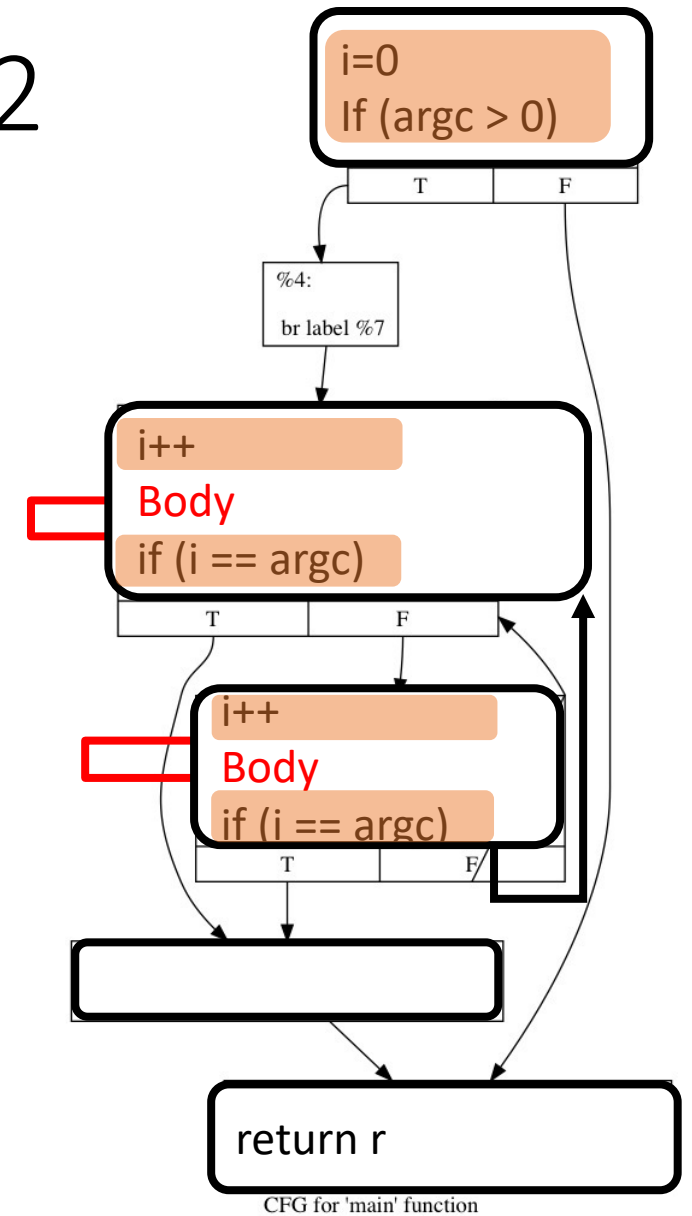 2
i=0
If (argc > 0)
T F
%4:
br label %7
i++
Body
if (i == argc)
T F
i++
Body
if (i == argc)
T F
return r
CFG for 'main' function